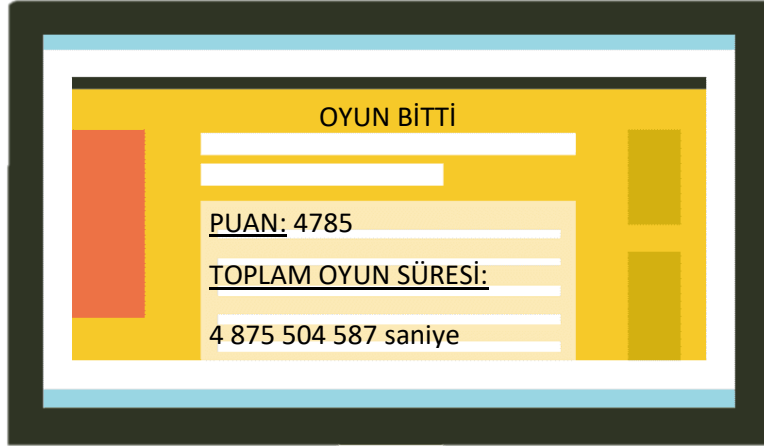 OYUN BİTTİ
PUAN: 4785
TOPLAM OYUN SÜRESİ:
4 875 504 587 saniye